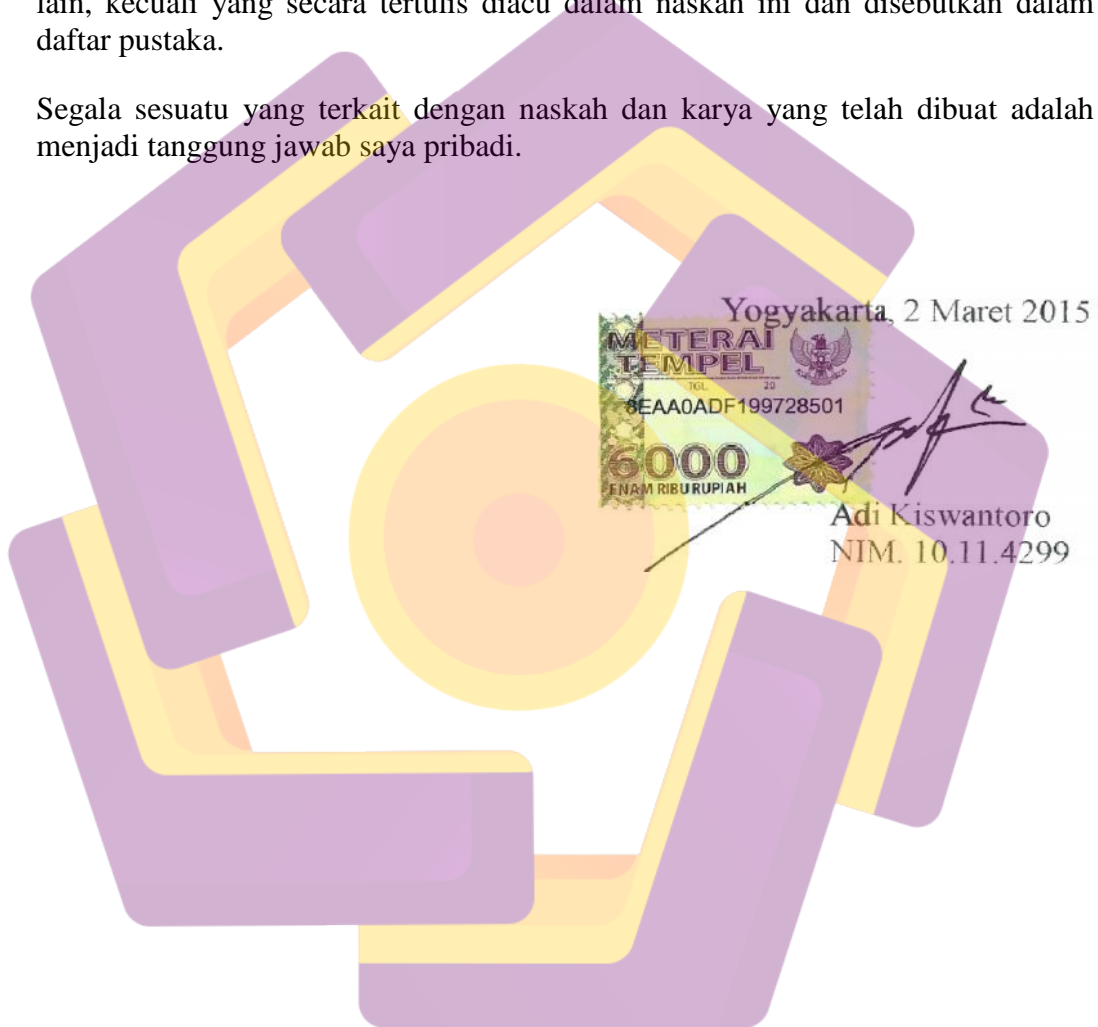 lain, kecuali yang secara tertulis diacu dalam naskah ini dan disebutkan dalam
daftar pustaka.
Segala sesuatu yang terkait dengan naskah dan karya yang telah dibuat adalah
menjadi tanggung jawab saya pribadi.
Yogyakarta, 2 Maret 2015
METERAI
TEMPEL
TGL. 20
8EAA0ADF199728501
6000
ENAM RIBU RUPIAH
Adi Kiswantoro
NIM. 10.11.4299